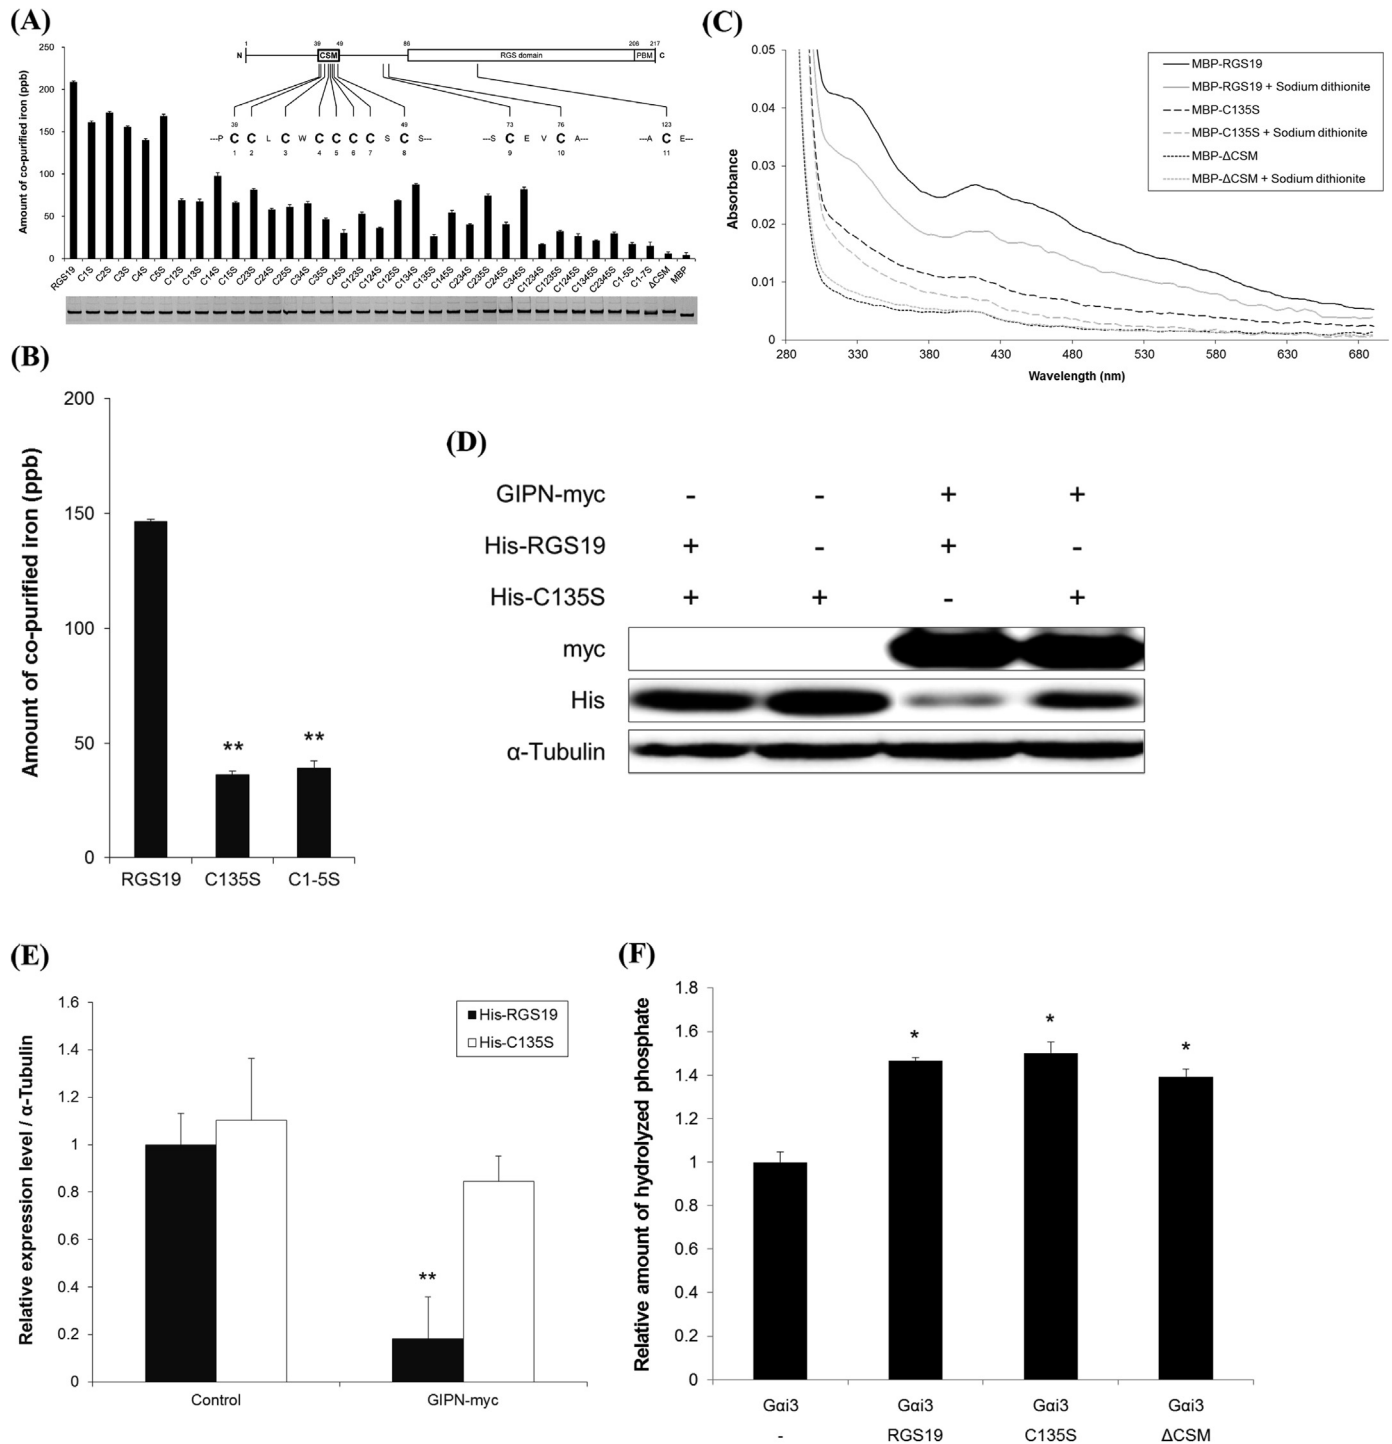 (A)
Amount of co-purified iron (ppb)
250
200
150
100
50
0
1 39 49 86 206 217
N CSM RGS domain PBM C
39 49 73 76 123
---P C C L C W C C C C S C S--- ---S C E V C A--- ---A C E---
1 2 3 4 5 6 7 8 9 10 11
RGS19 C1S C2S C3S C4S C5S C12S C13S C14S C15S C23S C24S C25S C34S C35S C45S C123S C124S C125S C134S C135S C145S C234S C235S C245S C345S C1234S C1235S C1245S C1345S C2345S C1-5S C1-7S ΔCSM MBP
(B)
Amount of co-purified iron (ppb)
200
150
100
50
0
** **
RGS19 C135S C1-5S
(C)
Absorbance
0.05
0.04
0.03
0.02
0.01
0
280 330 380 430 480 530 580 630 680
Wavelength (nm)
MBP-RGS19
MBP-RGS19 + Sodium dithionite
MBP-C135S
MBP-C135S + Sodium dithionite
MBP-ΔCSM
MBP-ΔCSM + Sodium dithionite
(D)
GIPN-myc - - + +
His-RGS19 + - + -
His-C135S + + - +
myc
His
α-Tubulin
(E)
Relative expression level / α-Tubulin
1.6
1.4
1.2
1
0.8
0.6
0.4
0.2
0
His-RGS19
His-C135S
**
Control GIPN-myc
(F)
Relative amount of hydrolyzed phosphate
1.8
1.6
1.4
1.2
1
0.8
0.6
0.4
0.2
0
* * *
Gαi3 Gαi3 Gαi3 Gαi3
- RGS19 C135S ΔCSM